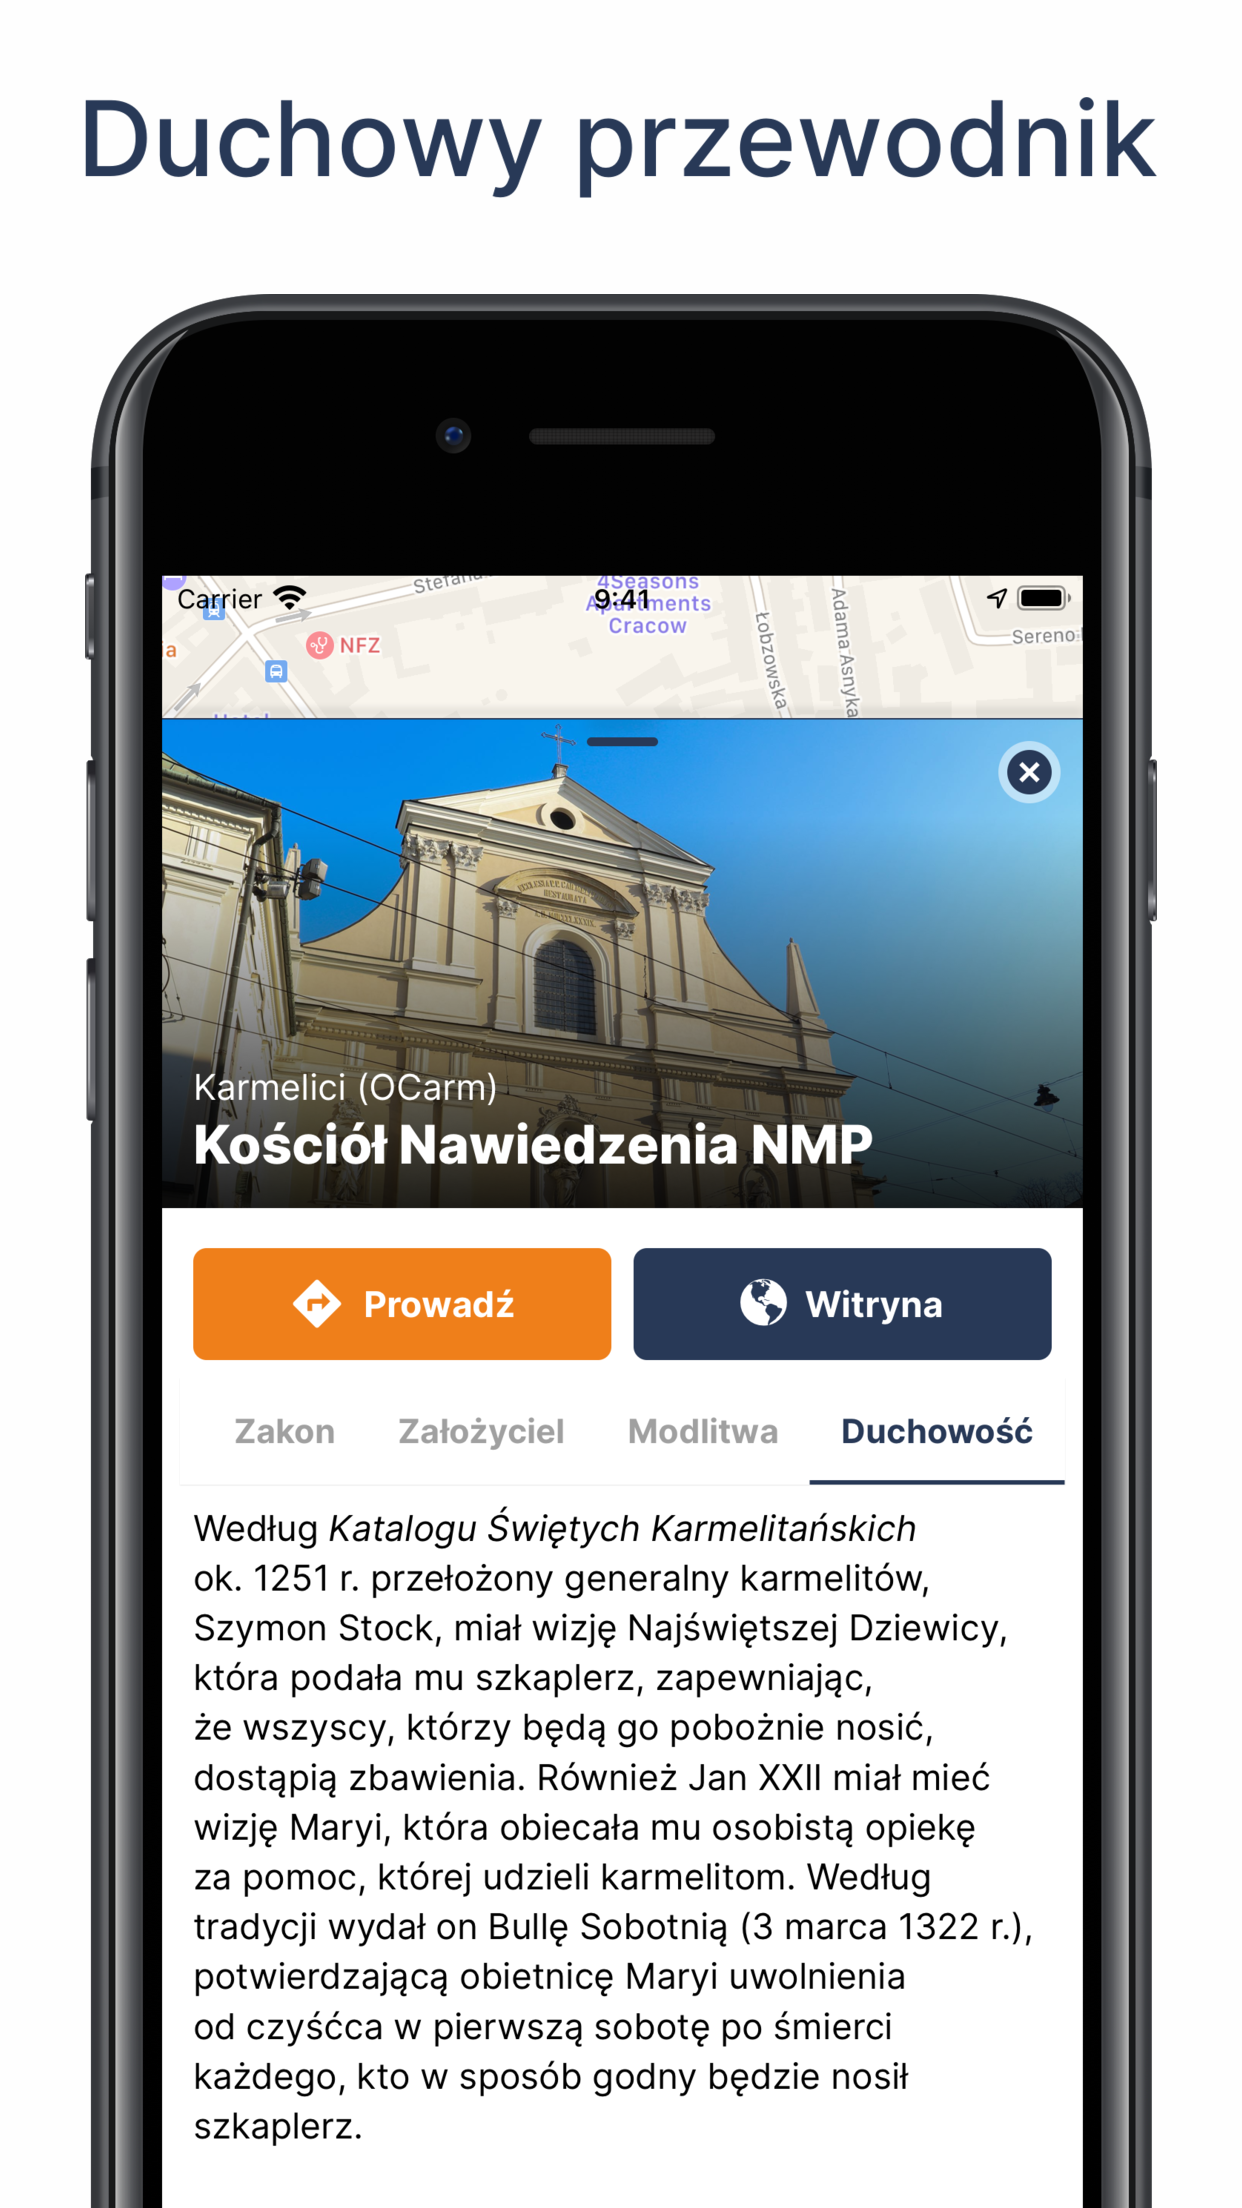 Duchowy przewodnik
Stefana
4Seasons
Carrier
9:41
Apartments
Cracow
NFZ
Łobzowska
Adama Asnyka
Hotel
Karmelici (OCarm)
Kościół Nawiedzenia NMP
Prowadź
Witryna
Zakon
Założyciel
Modlitwa
Duchowość
Według Katalogu Świętych Karmelitańskich
ok. 1251 r. przełożony generalny karmelitów,
Szymon Stock, miał wizję Najświętszej Dziewicy,
która podała mu szkaplerz, zapewniając,
że wszyscy, którzy będą go pobożnie nosić,
dostąpią zbawienia. Również Jan XXII miał mieć
wizję Maryi, która obiecała mu osobistą opiekę
za pomoc, której udzieli karmelitom. Według
tradycji wydał on Bullę Sobotnią (3 marca 1322 r.),
potwierdzającą obietnicę Maryi uwolnienia
od czyśćca w pierwszą sobotę po śmierci
każdego, kto w sposób godny będzie nosił
szkaplerz.